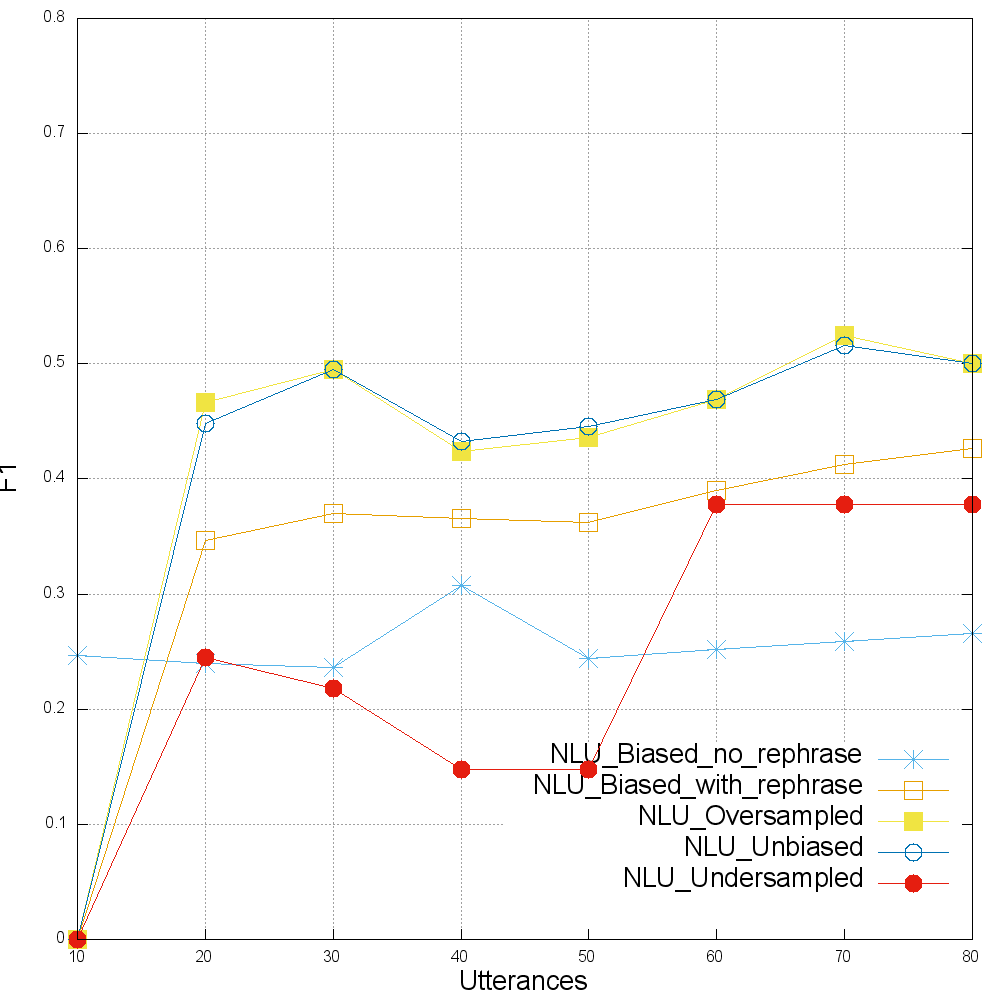 0.8
0.7
0.6
0.5
0.4
0.3
0.2
0.1
0
F1
NLU_Biased_no_rephrase
NLU_Biased_with_rephrase
NLU_Oversampled
NLU_Unbiased
NLU_Undersampled
10 20 30 40 50 60 70 80
Utterances